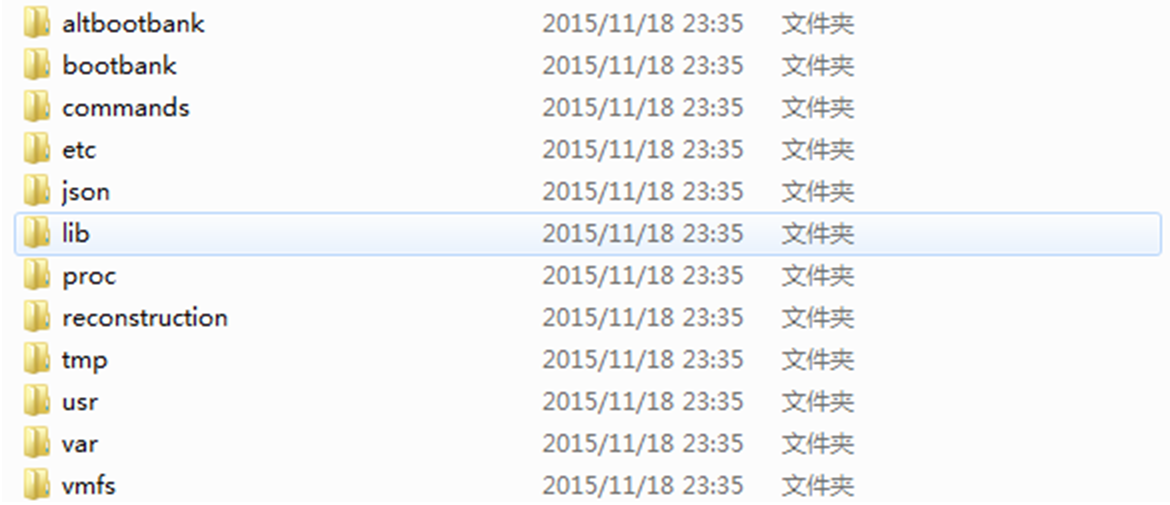 altbootbank 2015/11/18 23:35 文件夹
bootbank 2015/11/18 23:35 文件夹
commands 2015/11/18 23:35 文件夹
etc 2015/11/18 23:35 文件夹
json 2015/11/18 23:35 文件夹
lib 2015/11/18 23:35 文件夹
proc 2015/11/18 23:35 文件夹
reconstruction 2015/11/18 23:35 文件夹
tmp 2015/11/18 23:35 文件夹
usr 2015/11/18 23:35 文件夹
var 2015/11/18 23:35 文件夹
vmfs 2015/11/18 23:35 文件夹